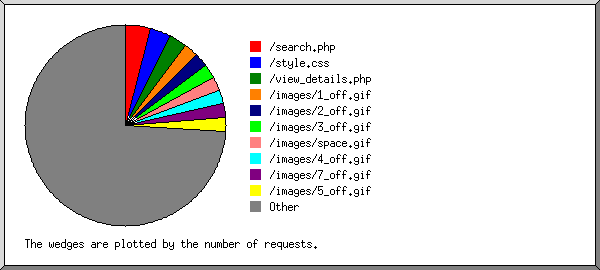 /search.php
/style.css
/view_details.php
/images/1_off.gif
/images/2_off.gif
/images/3_off.gif
/images/space.gif
/images/4_off.gif
/images/7_off.gif
/images/5_off.gif
Other
The wedges are plotted by the number of requests.